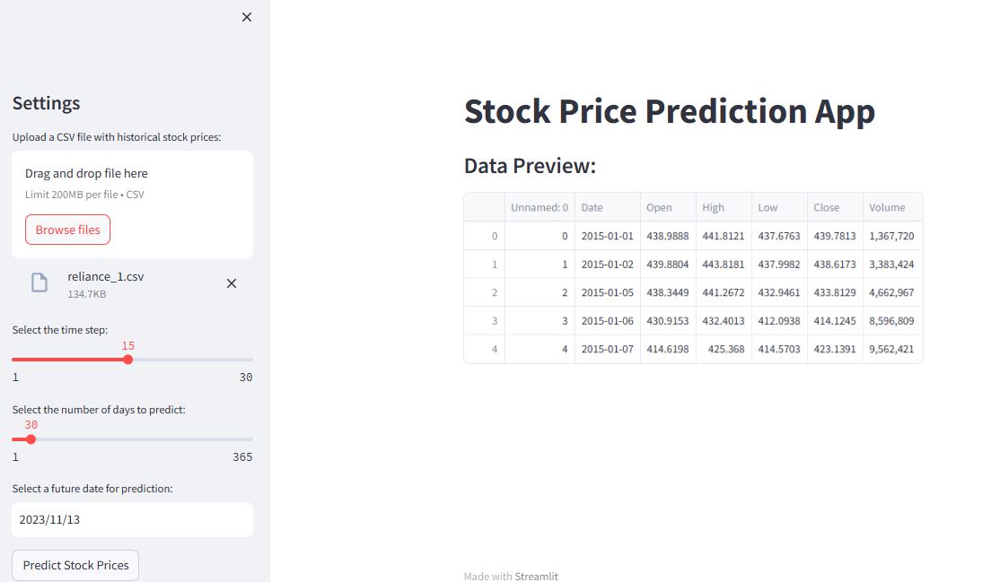 Settings
Upload a CSV file with historical stock prices:
Drag and drop file here
Limit 200MB per file • CSV
Browse files
reliance_1.csv
134.7KB
Select the time step:
15
1 30
Select the number of days to predict:
30
1 365
Select a future date for prediction:
2023/11/13
Predict Stock Prices
Stock Price Prediction App
Data Preview:
Unnamed: 0 Date Open High Low Close Volume
0 0 2015-01-01 438.9888 441.8121 437.6763 439.7813 1,367,720
1 1 2015-01-02 439.8804 443.8181 437.9982 438.6173 3,383,424
2 2 2015-01-05 438.3449 441.2672 432.9461 433.8129 4,662,967
3 3 2015-01-06 430.9153 432.4013 412.0938 414.1245 8,596,809
4 4 2015-01-07 414.6198 425.368 414.5703 423.1391 9,562,421
Made with Streamlit